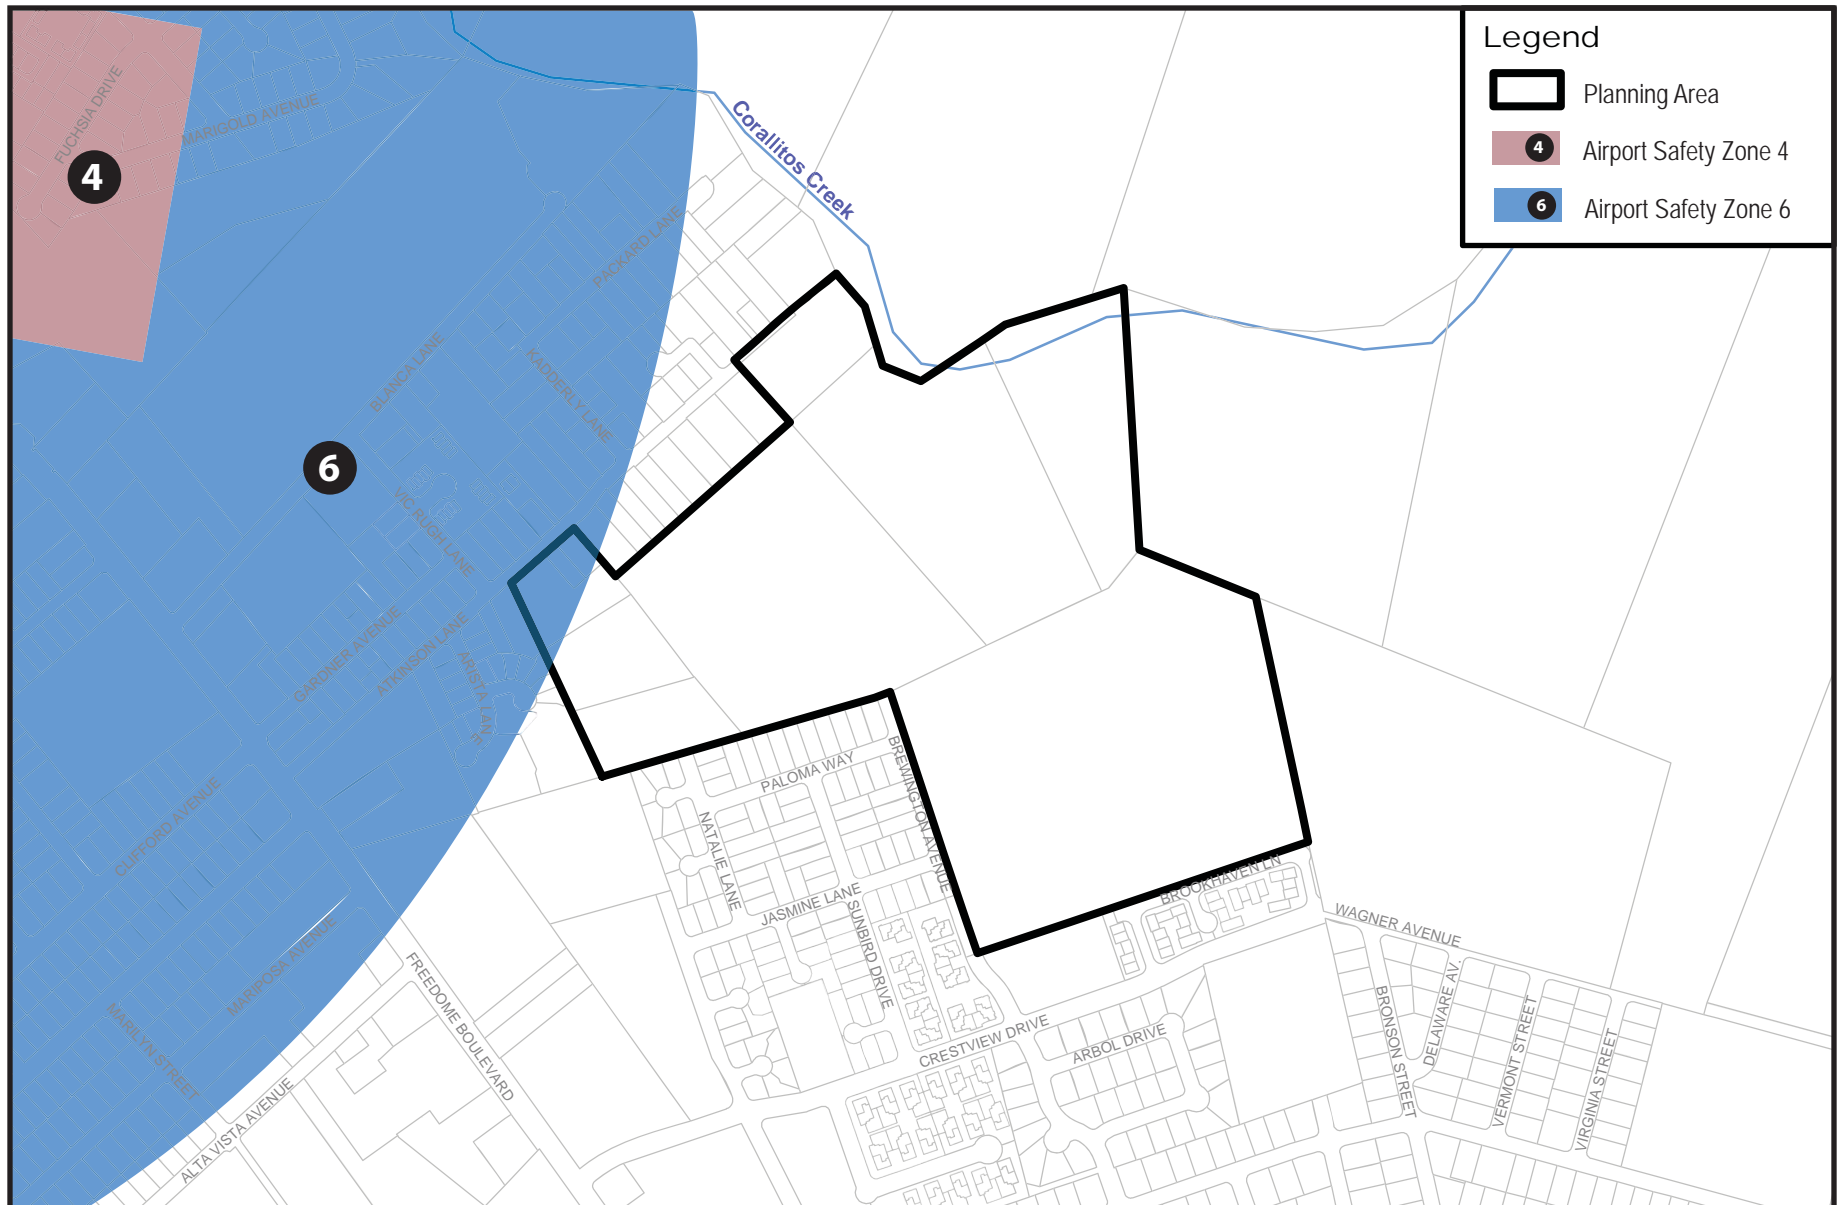 Legend
Planning Area
4
Airport Safety Zone 4
6
Airport Safety Zone 6
FUCHSIA DRIVE
MARIGOLD AVENUE
4
Corallitos Creek
PACKARD LANE
BLANCA LANE
KADDERLY LANE
6
VIC RUGH LANE
GARDNER AVENUE
ATKINSON LANE
ARISTA LANE
CLIFFORD AVENUE
PALOMA WAY
BREWINGTON AVENUE
NATALIE LANE
JASMINE LANE
SUNBIRD DRIVE
BROOKHAVEN LN
WAGNER AVENUE
MARIPOSA AVENUE
FREEDOME BOULEVARD
MARILYN STREET
ALTA VISTA AVENUE
CRESTVIEW DRIVE
ARBOL DRIVE
BRONSON STREET
DELAWARE AV.
VERMONT STREET
VIRGINIA STREET